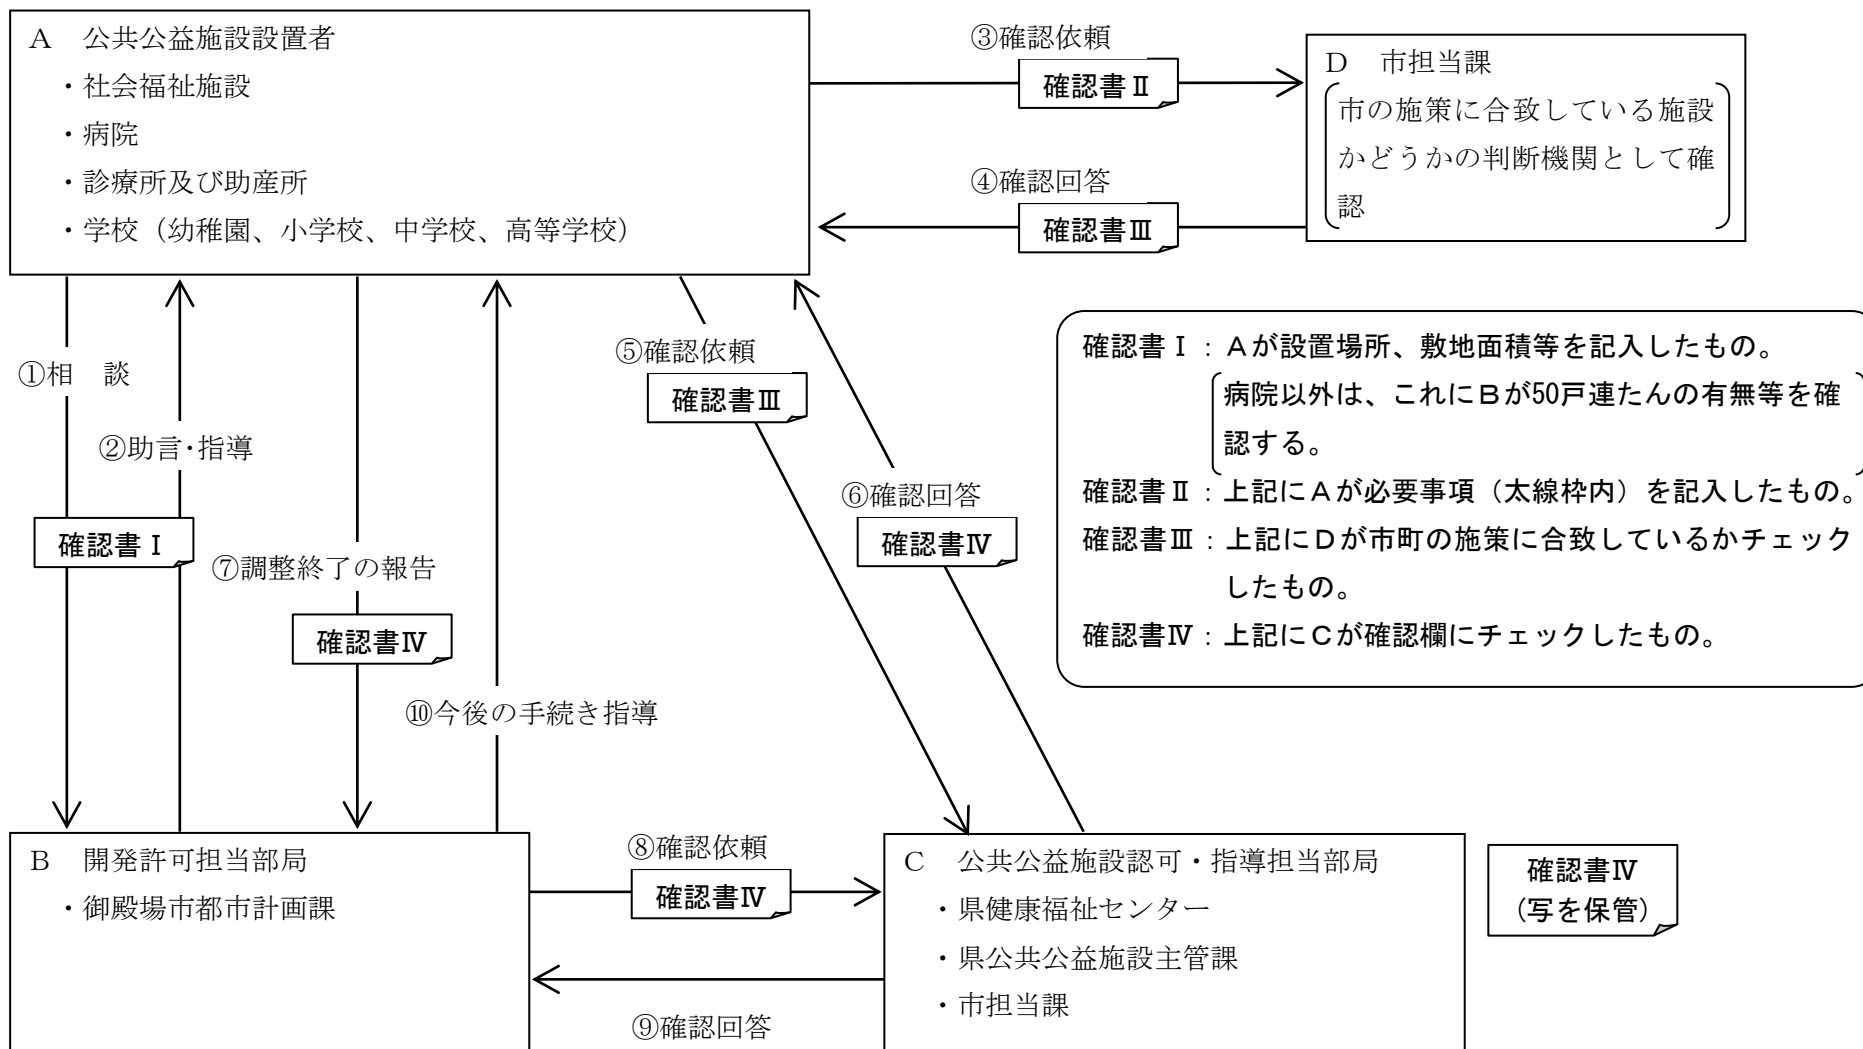 A　公共公益施設設置者
・社会福祉施設
・病院
・診療所及び助産所
・学校（幼稚園、小学校、中学校、高等学校）
③確認依頼
確認書Ⅱ
④確認回答
確認書Ⅲ
D　市担当課
市の施策に合致している施設
かどうかの判断機関として確
認
①相　談
②助言・指導
確認書Ⅰ
⑦調整終了の報告
確認書Ⅳ
⑩今後の手続き指導
⑤確認依頼
確認書Ⅲ
⑥確認回答
確認書Ⅳ
確認書Ⅰ：Aが設置場所、敷地面積等を記入したもの。
病院以外は、これにBが50戸連たんの有無等を確
認する。
確認書Ⅱ：上記にAが必要事項（太線枠内）を記入したもの。
確認書Ⅲ：上記にDが市町の施策に合致しているかチェック
したもの。
確認書Ⅳ：上記にCが確認欄にチェックしたもの。
B　開発許可担当部局
・御殿場市都市計画課
⑧確認依頼
確認書Ⅳ
⑨確認回答
C　公共公益施設認可・指導担当部局
・県健康福祉センター
・県公共公益施設主管課
・市担当課
確認書Ⅳ
（写を保管）